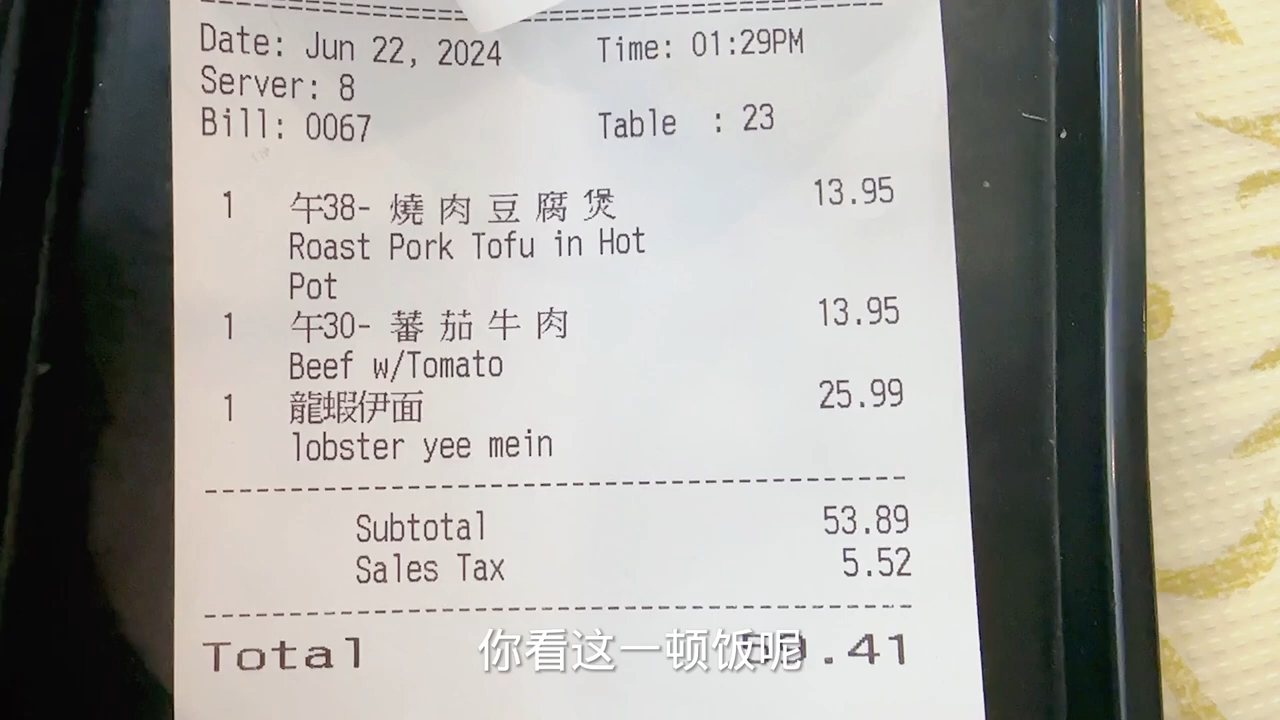 Date: Jun 22, 2024 Time: 01:29PM
Server: 8
Bill: 0067 Table : 23
1 午38- 燒肉豆腐煲 13.95
Roast Pork Tofu in Hot
Pot
1 午30- 蕃茄牛肉 13.95
Beef w/Tomato
1 龍蝦伊面 25.99
lobster yee mein
Subtotal 53.89
Sales Tax 5.52
Total
你看这一顿饭呢